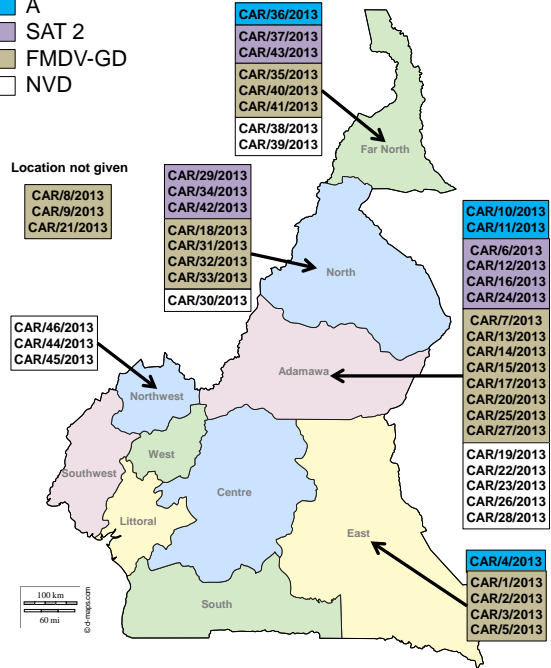 A
SAT 2
FMDV-GD
NVD
CAR/36/2013
CAR/37/2013
CAR/43/2013
CAR/35/2013
CAR/40/2013
CAR/41/2013
CAR/38/2013
CAR/39/2013
Far North
Location not given
CAR/8/2013
CAR/9/2013
CAR/21/2013
CAR/29/2013
CAR/34/2013
CAR/42/2013
CAR/18/2013
CAR/31/2013
CAR/32/2013
CAR/33/2013
CAR/30/2013
North
CAR/10/2013
CAR/11/2013
CAR/6/2013
CAR/12/2013
CAR/16/2013
CAR/24/2013
CAR/7/2013
CAR/13/2013
CAR/14/2013
CAR/15/2013
CAR/17/2013
CAR/20/2013
CAR/25/2013
CAR/27/2013
CAR/19/2013
CAR/22/2013
CAR/23/2013
CAR/26/2013
CAR/28/2013
Adamawa
CAR/46/2013
CAR/44/2013
CAR/45/2013
Northwest
West
Southwest
Littoral
Centre
East
South
CAR/4/2013
CAR/1/2013
CAR/2/2013
CAR/3/2013
CAR/5/2013
100 km
60 mi
© d-maps.com